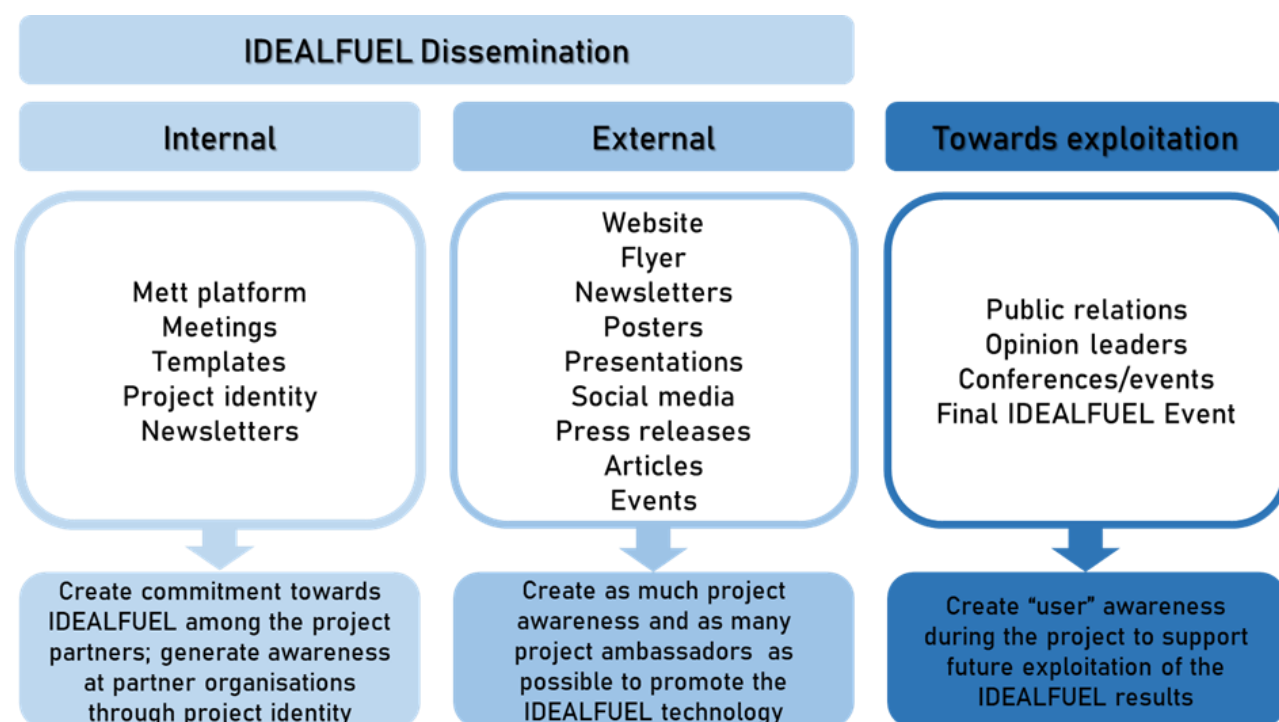 IDEALFUEL Dissemination
Internal
External
Towards exploitation
Mett platform
Meetings
Templates
Project identity
Newsletters
Website
Flyer
Newsletters
Posters
Presentations
Social media
Press releases
Articles
Events
Public relations
Opinion leaders
Conferences/events
Final IDEALFUEL Event
Create commitment towards
IDEALFUEL among the project
partners; generate awareness
at partner organisations
through project identity
Create as much project
awareness and as many
project ambassadors as
possible to promote the
IDEALFUEL technology
Create “user” awareness
during the project to support
future exploitation of the
IDEALFUEL results